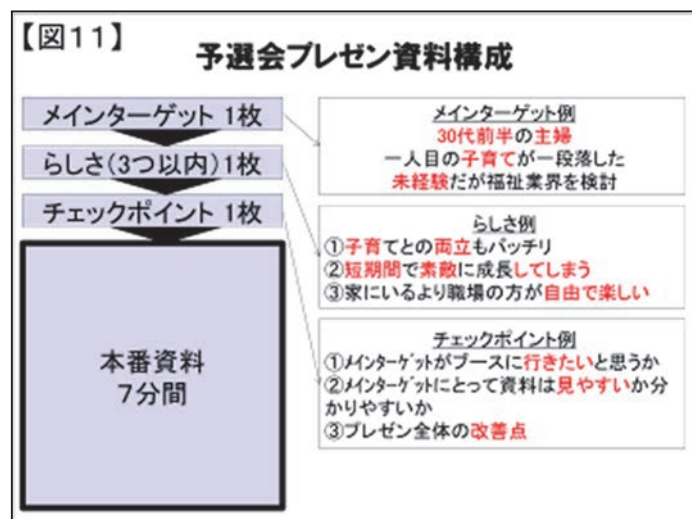 【図11】
予選会プレゼン資料構成
メインターゲット 1枚
らしさ(3つ以内)1枚
チェックポイント 1枚
本番資料
7分間
メインターゲット例
30代前半の主婦
一人目の子育てが一段落した
未経験だが福祉業界を検討
らしさ例
①子育てとの両立もバッチリ
②短期間で素敵に成長してしまう
③家にいるより職場の方が自由で楽しい
チェックポイント例
①メインターゲットがブースに行きたいと思うか
②メインターゲットにとって資料は見やすいか分
かりやすいか
③プレゼン全体の改善点